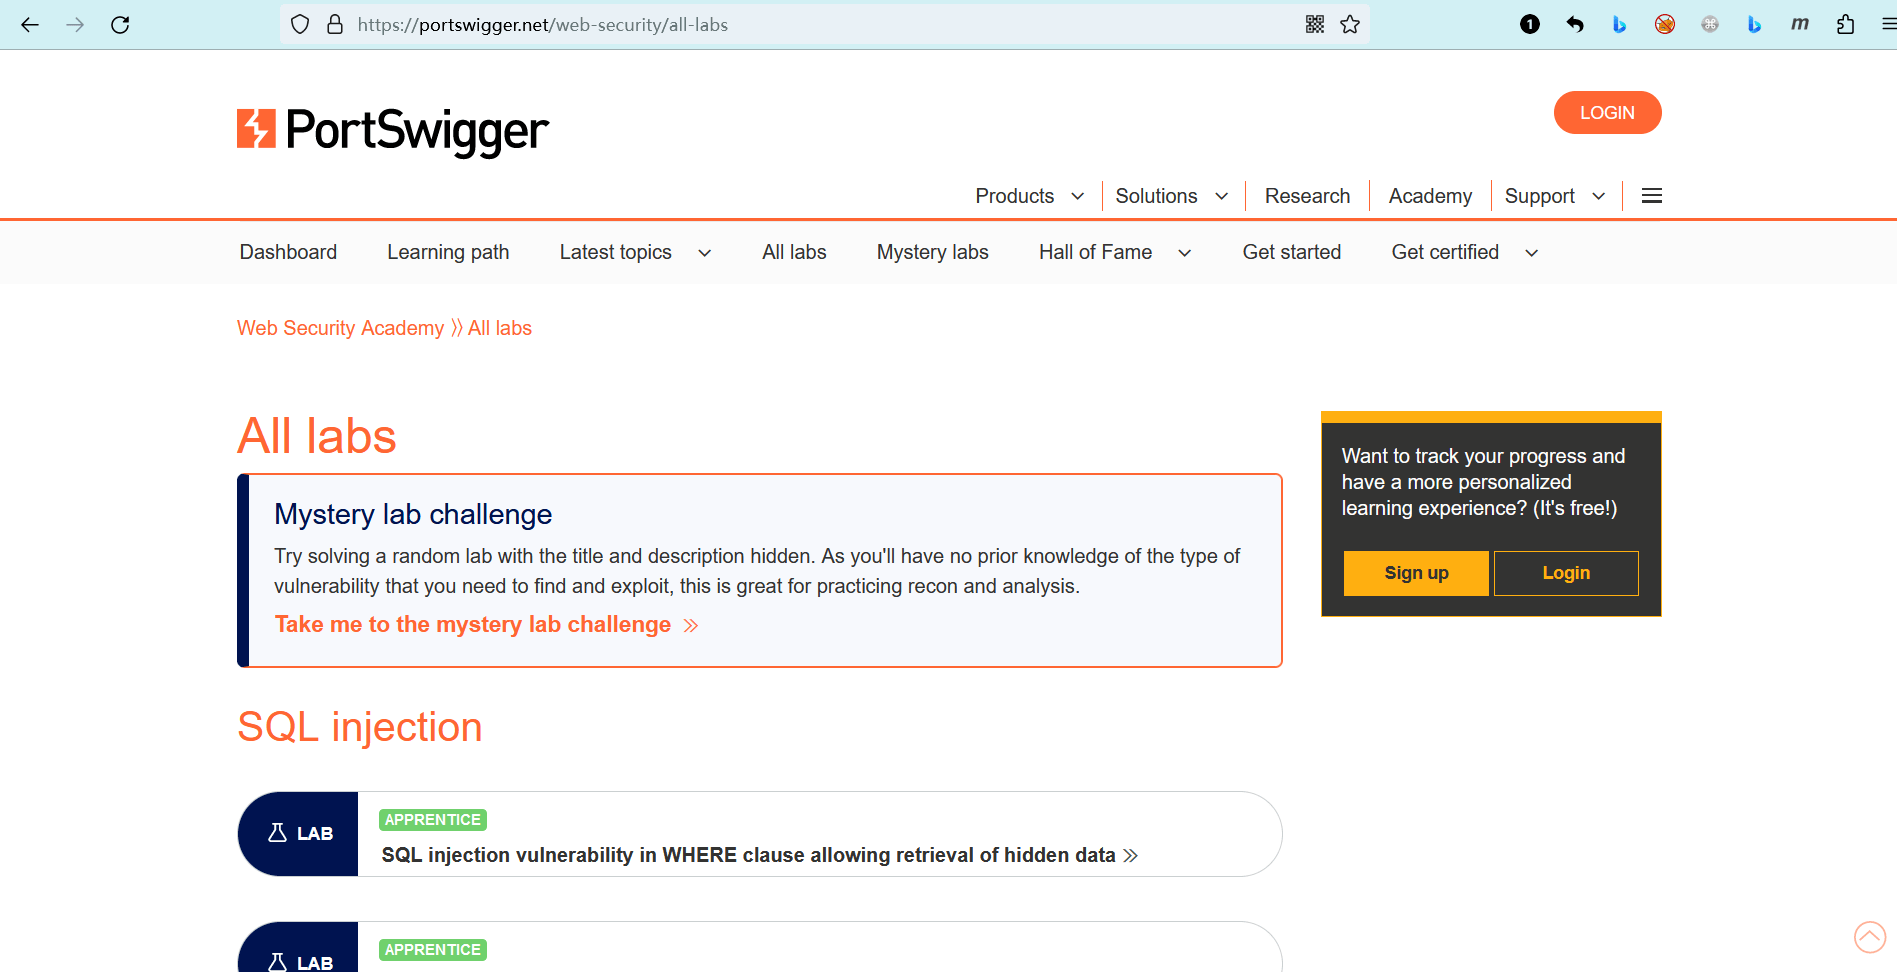 https://portswigger.net/web-security/all-labs
1
m
PortSwigger
LOGIN
Products Solutions Research Academy Support
Dashboard Learning path Latest topics All labs Mystery labs Hall of Fame Get started Get certified
Web Security Academy All labs
All labs
Mystery lab challenge
Try solving a random lab with the title and description hidden. As you'll have no prior knowledge of the type of
vulnerability that you need to find and exploit, this is great for practicing recon and analysis.
Take me to the mystery lab challenge
Want to track your progress and
have a more personalized
learning experience? (It's free!)
Sign up Login
SQL injection
LAB
APPRENTICE
SQL injection vulnerability in WHERE clause allowing retrieval of hidden data
LAB
APPRENTICE